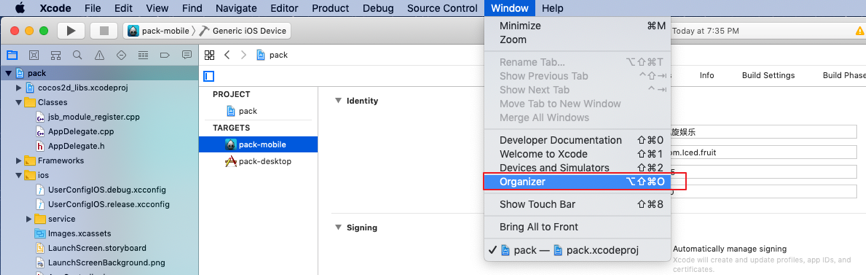 Xcode File Edit View Find Navigate Editor Product Debug Source Control Window Help
pack-mobile Generic iOS Device
Today at 7:35 PM
Minimize ⌘M
Zoom
Rename Tab... ⌥⇧⌘T
Show Previous Tab ^⇧⇥
Show Next Tab ^⇥
Move Tab to New Window
Merge All Windows
Developer Documentation ⇧⌘0
Welcome to Xcode ⇧⌘1
Devices and Simulators ⇧⌘2
Organizer ⌥⇧⌘O
Show Touch Bar ⇧⌘8
Bring All to Front
✓ pack — pack.xcodeproj
pack
cocos2d_libs.xcodeproj
Classes
jsb_module_register.cpp
AppDelegate.cpp
AppDelegate.h
Frameworks
ios
UserConfigIOS.debug.xcconfig
UserConfigIOS.release.xcconfig
service
Images.xcassets
LaunchScreen.storyboard
LaunchScreenBackground.png
pack
PROJECT
pack
TARGETS
pack-mobile
pack-desktop
Info Build Settings Build Phase
Identity
旋娱乐
m.lced.fruit
Signing
Automatically manage signing
Xcode will create and update profiles, app IDs, and
certificates.